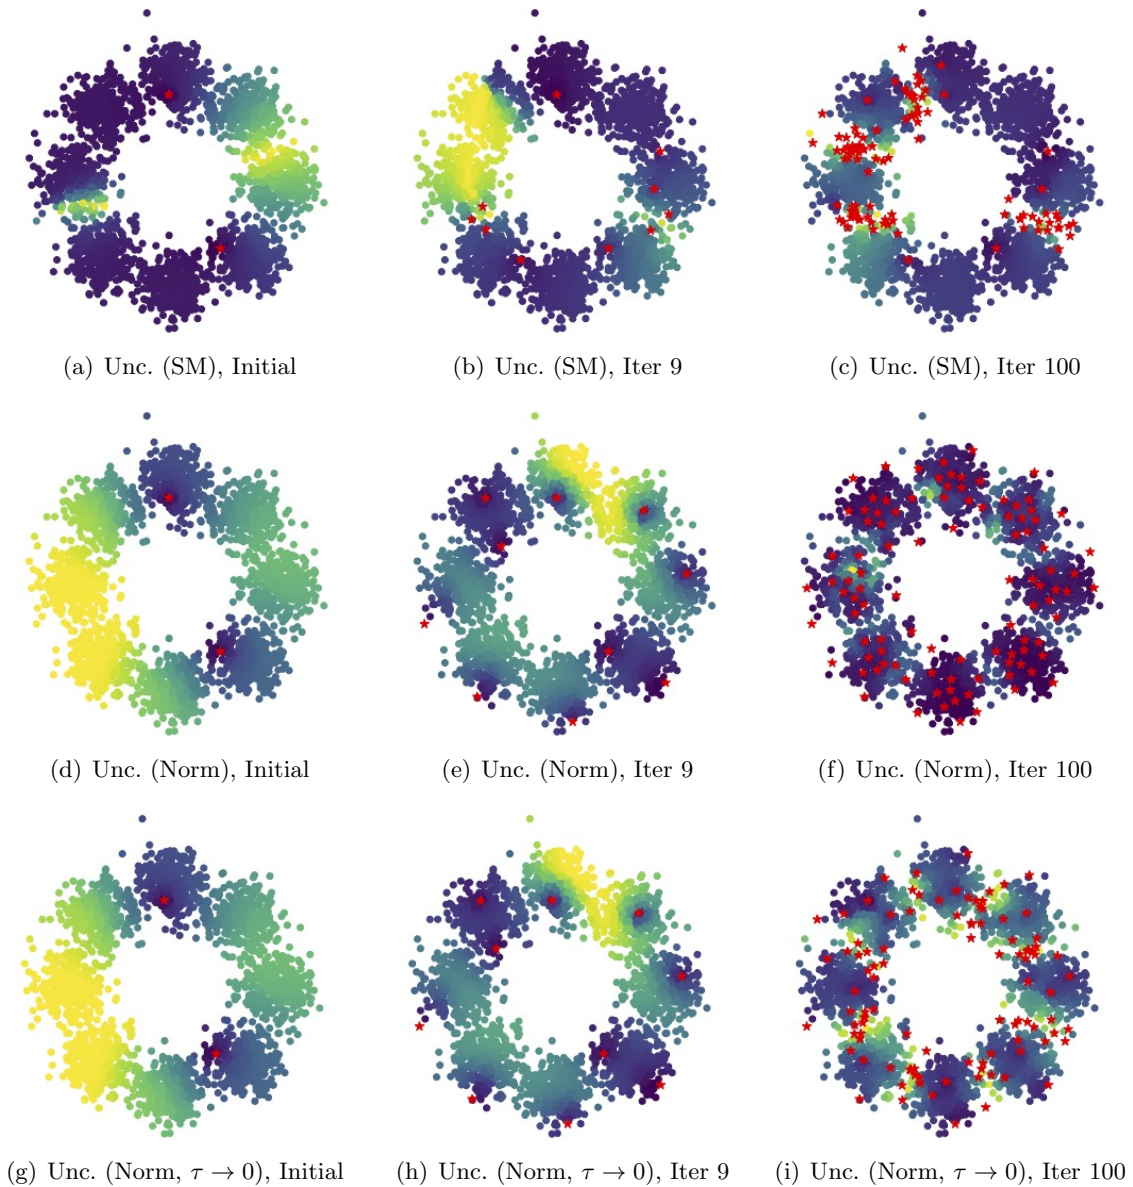 (a) Unc. (SM), Initial
(b) Unc. (SM), Iter 9
(c) Unc. (SM), Iter 100
(d) Unc. (Norm), Initial
(e) Unc. (Norm), Iter 9
(f) Unc. (Norm), Iter 100
(g) Unc. (Norm, τ → 0), Initial
(h) Unc. (Norm, τ → 0), Iter 9
(i) Unc. (Norm, τ → 0), Iter 100